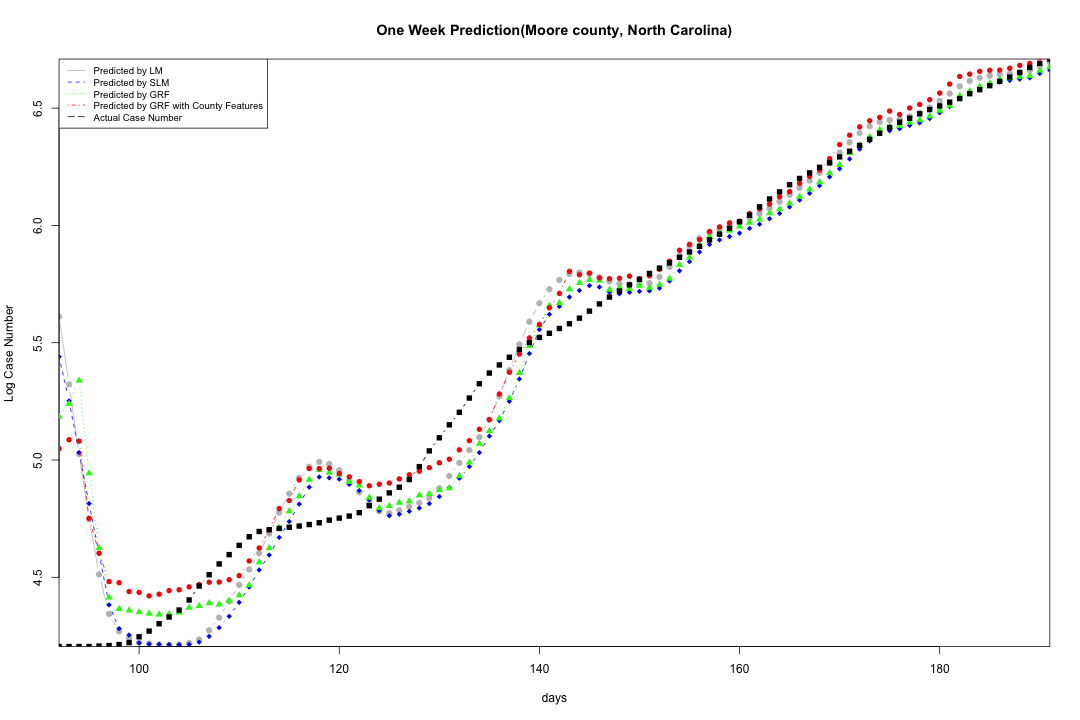 One Week Prediction(Moore county, North Carolina)
Predicted by LM
Predicted by SLM
Predicted by GRF
Predicted by GRF with County Features
Actual Case Number
Log Case Number
6.5
6.0
5.5
5.0
4.5
100 120 140 160 180
days